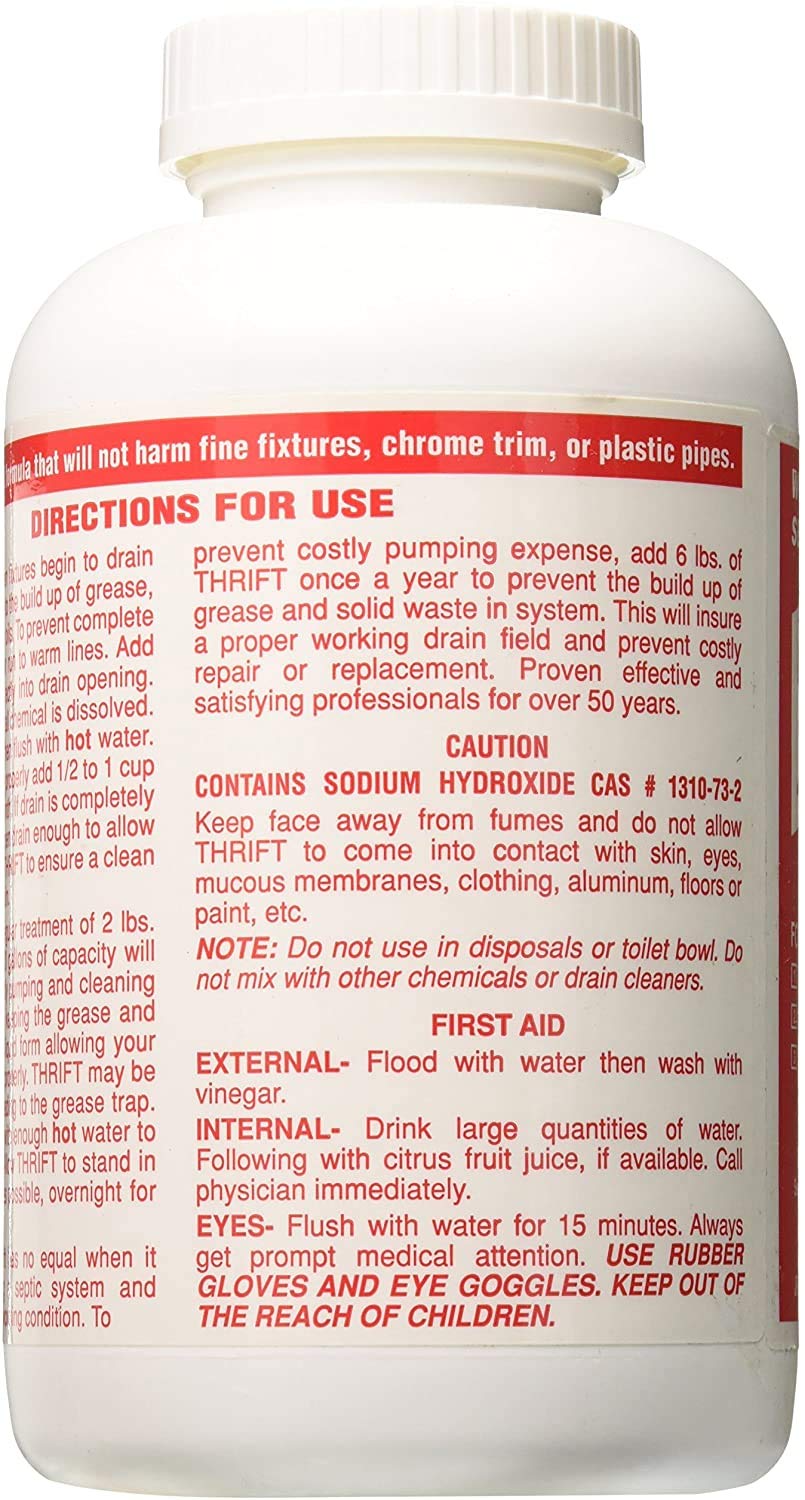 formula that will not harm fine fixtures, chrome trim, or plastic pipes.
DIRECTIONS FOR USE
fixtures begin to drain
the build up of grease,
To prevent complete
to warm lines. Add
into drain opening.
chemical is dissolved.
flush with hot water.
add 1/2 to 1 cup
If drain is completely
drain enough to allow
THRIFT to ensure a clean
treatment of 2 lbs.
of capacity will
pumping and cleaning
the grease and
form allowing your
THRIFT may be
to the grease trap.
enough hot water to
THRIFT to stand in
possible, overnight for
has no equal when it
septic system and
condition. To
prevent costly pumping expense, add 6 lbs. of
THRIFT once a year to prevent the build up of
grease and solid waste in system. This will insure
a proper working drain field and prevent costly
repair or replacement. Proven effective and
satisfying professionals for over 50 years.
CAUTION
CONTAINS SODIUM HYDROXIDE CAS # 1310-73-2
Keep face away from fumes and do not allow
THRIFT to come into contact with skin, eyes,
mucous membranes, clothing, aluminum, floors or
paint, etc.
NOTE: Do not use in disposals or toilet bowl. Do
not mix with other chemicals or drain cleaners.
FIRST AID
EXTERNAL- Flood with water then wash with
vinegar.
INTERNAL- Drink large quantities of water.
Following with citrus fruit juice, if available. Call
physician immediately.
EYES- Flush with water for 15 minutes. Always
get prompt medical attention. USE RUBBER
GLOVES AND EYE GOGGLES. KEEP OUT OF
THE REACH OF CHILDREN.